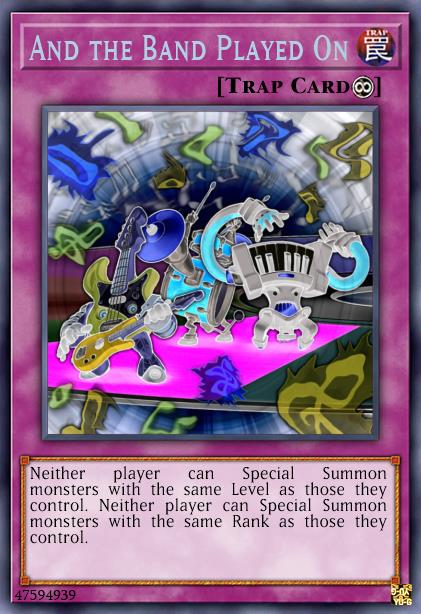 And the Band Played On
TRAP
罠
[Trap Card♾]
Neither player can Special Summon
monsters with the same Level as those they
control. Neither player can Special Summon
monsters with the same Rank as those they
control.
47594939